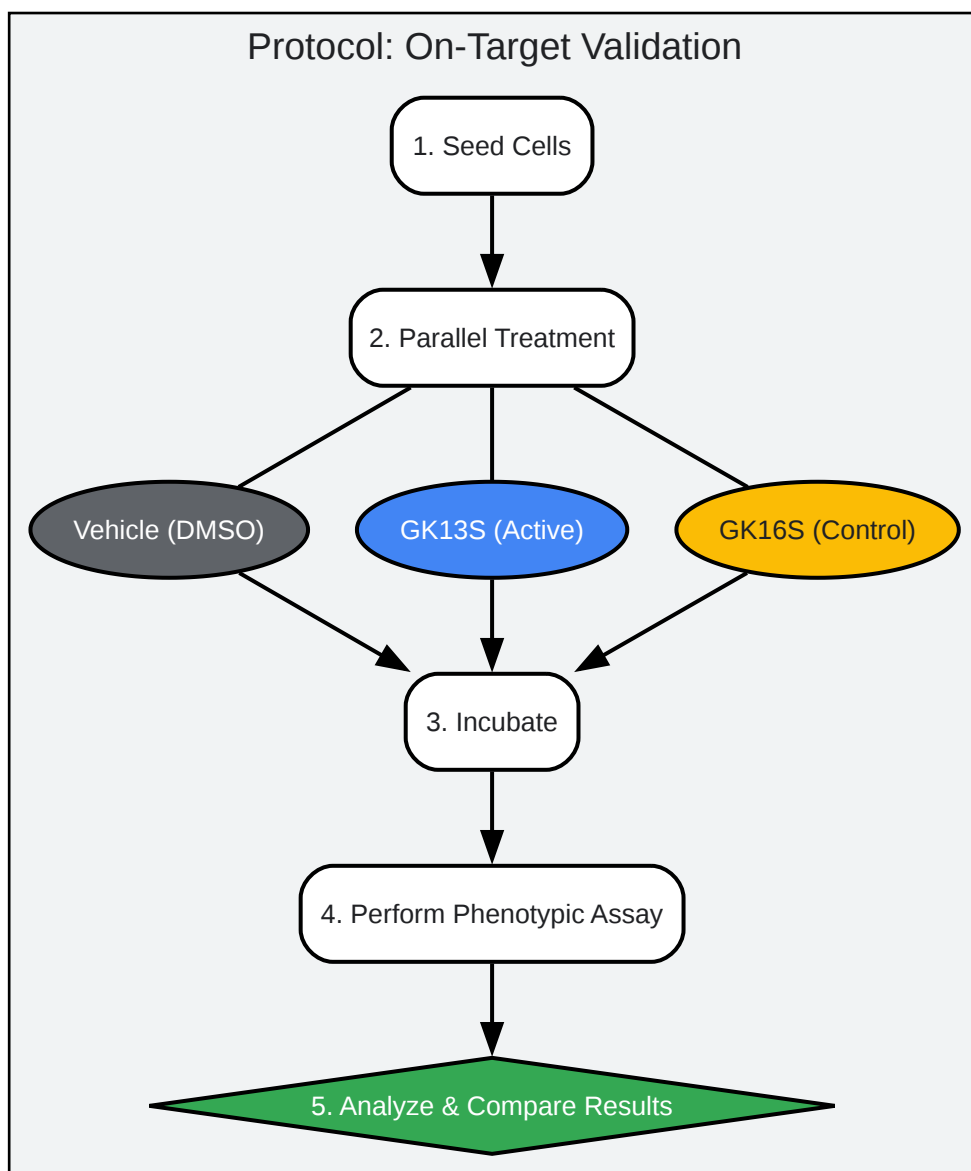 Protocol: On-Target Validation
1. Seed Cells
2. Parallel Treatment
Vehicle (DMSO)
GK13S (Active)
GK16S (Control)
3. Incubate
4. Perform Phenotypic Assay
5. Analyze & Compare Results